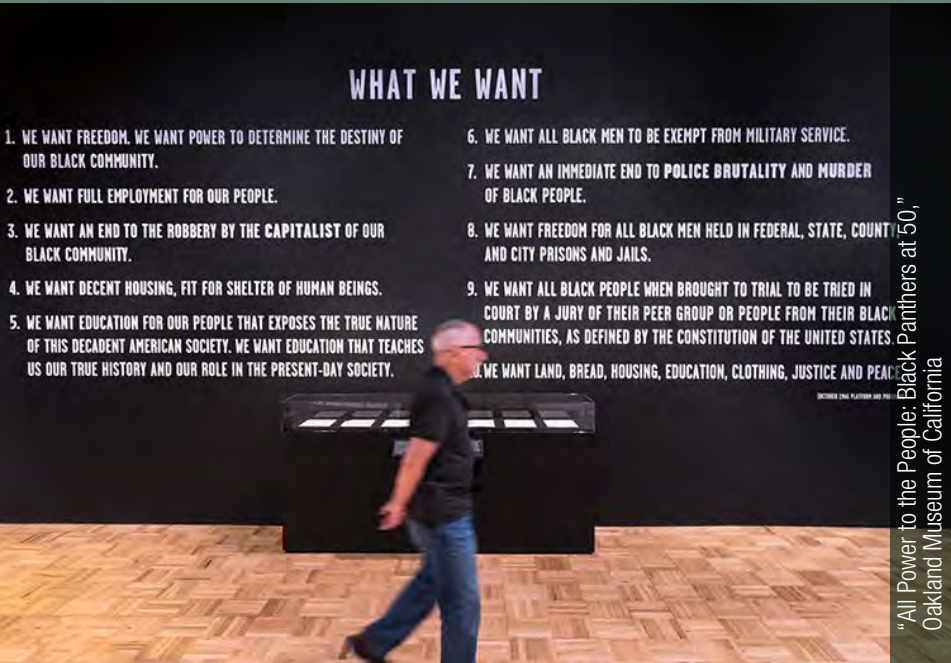 WHAT WE WANT
1. WE WANT FREEDOM. WE WANT POWER TO DETERMINE THE DESTINY OF
OUR BLACK COMMUNITY.
2. WE WANT FULL EMPLOYMENT FOR OUR PEOPLE.
3. WE WANT AN END TO THE ROBBERY BY THE CAPITALIST OF OUR
BLACK COMMUNITY.
4. WE WANT DECENT HOUSING, FIT FOR SHELTER OF HUMAN BEINGS.
5. WE WANT EDUCATION FOR OUR PEOPLE THAT EXPOSES THE TRUE NATURE
OF THIS DECADENT AMERICAN SOCIETY. WE WANT EDUCATION THAT TEACHES
US OUR TRUE HISTORY AND OUR ROLE IN THE PRESENT-DAY SOCIETY.
6. WE WANT ALL BLACK MEN TO BE EXEMPT FROM MILITARY SERVICE.
7. WE WANT AN IMMEDIATE END TO POLICE BRUTALITY AND MURDER
OF BLACK PEOPLE.
8. WE WANT FREEDOM FOR ALL BLACK MEN HELD IN FEDERAL, STATE, COUNTY
AND CITY PRISONS AND JAILS.
9. WE WANT ALL BLACK PEOPLE WHEN BROUGHT TO TRIAL TO BE TRIED IN
COURT BY A JURY OF THEIR PEER GROUP OR PEOPLE FROM THEIR BLACK
COMMUNITIES, AS DEFINED BY THE CONSTITUTION OF THE UNITED STATES.
WE WANT LAND, BREAD, HOUSING, EDUCATION, CLOTHING, JUSTICE AND PEACE
OCTOBER 1966 PLATFORM AND
“All Power to the People: Black Panthers at 50,”
Oakland Museum of California